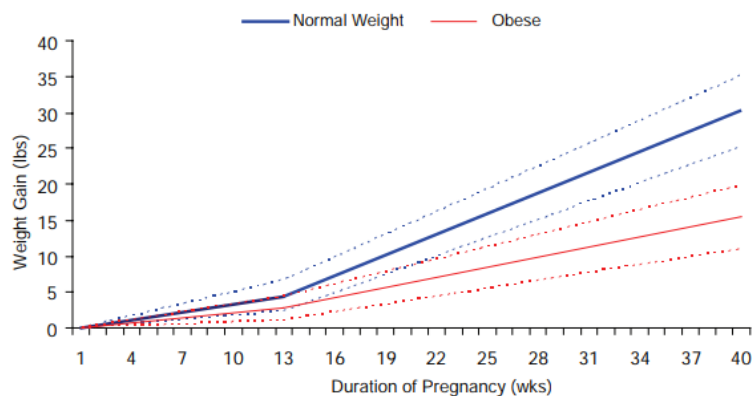 Normal Weight Obese
40
35
30
25
20
15
10
5
0
Weight Gain (lbs)
1 4 7 10 13 16 19 22 25 28 31 34 37 40
Duration of Pregnancy (wks)